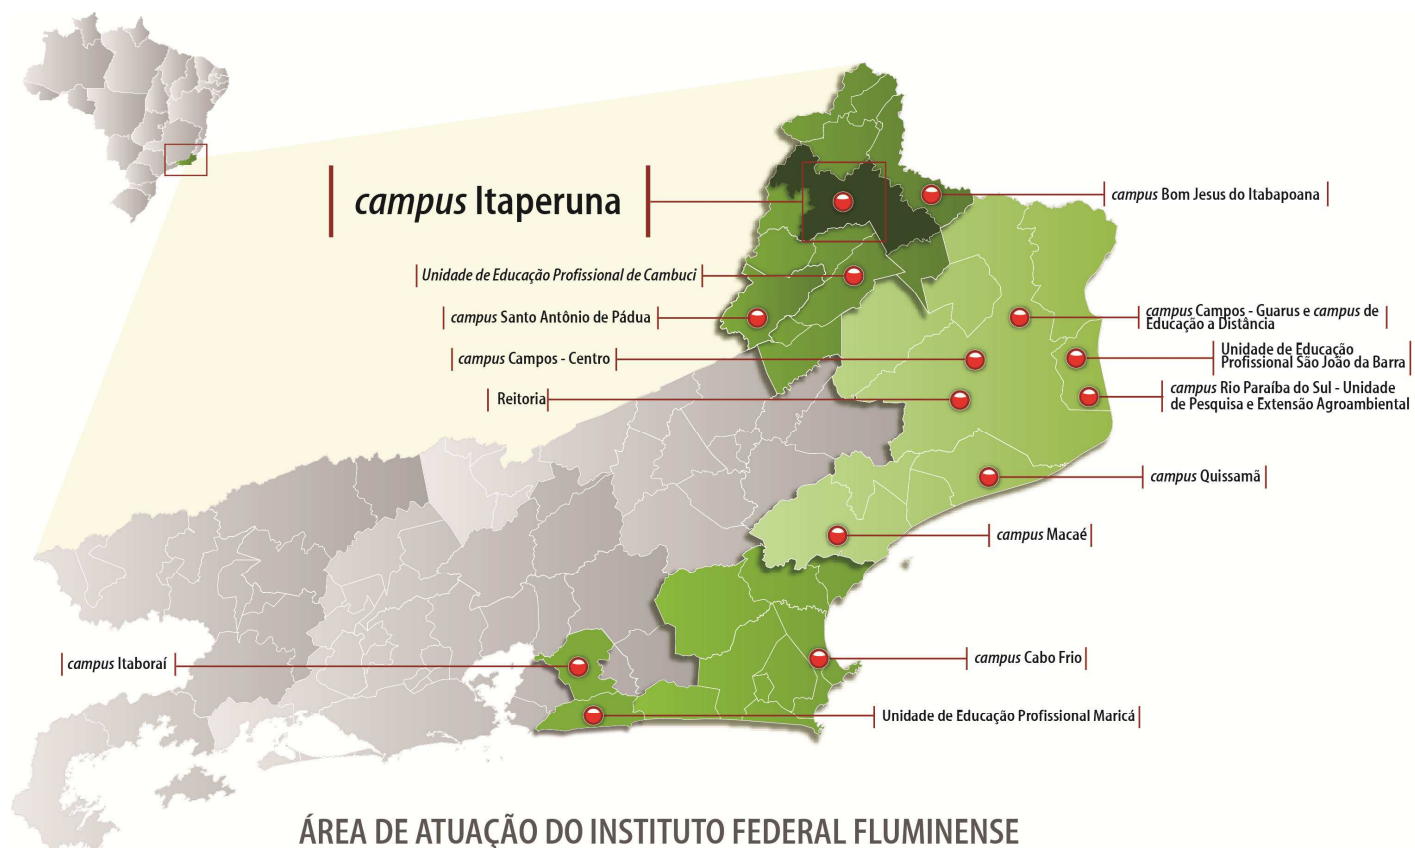 campus Itaperuna
campus Bom Jesus do Itabapoana
Unidade de Educação Profissional de Cambuci
campus Santo Antônio de Pádua
campus Campos - Guarus e campus de
Educação a Distância
campus Campos - Centro
Unidade de Educação
Profissional São João da Barra
Reitoria
campus Rio Paraíba do Sul - Unidade
de Pesquisa e Extensão Agroambiental
campus Quissamã
campus Macaé
campus Itaboraí
campus Cabo Frio
Unidade de Educação Profissional Maricá
ÁREA DE ATUAÇÃO DO INSTITUTO FEDERAL FLUMINENSE